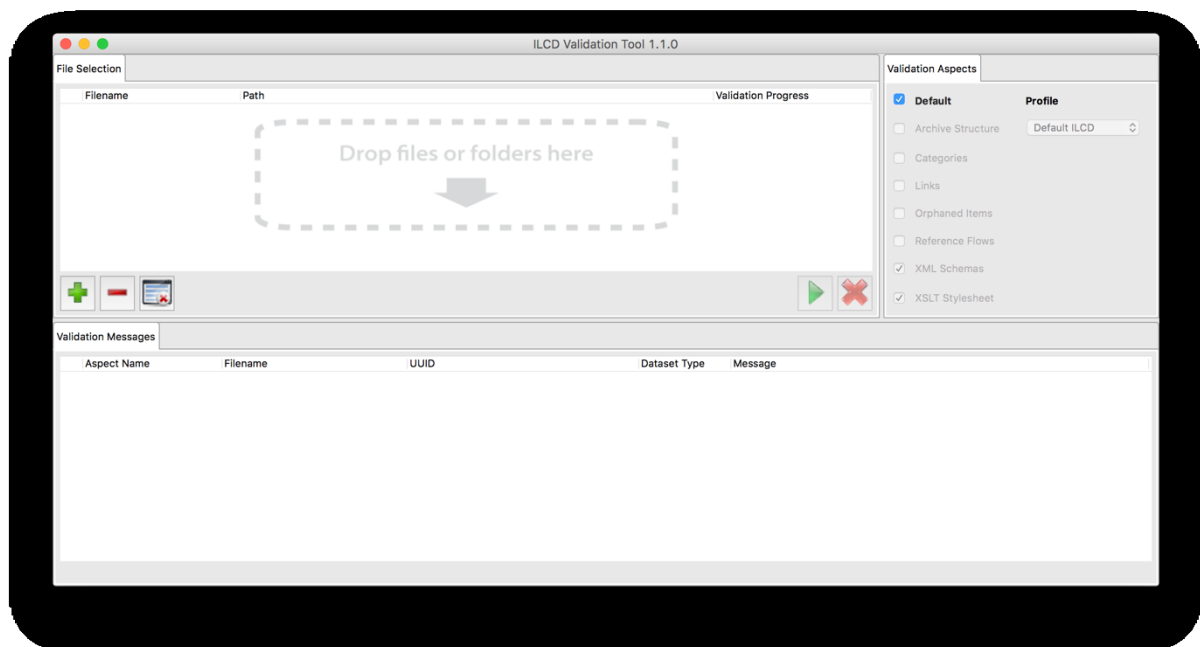 ILCD Validation Tool 1.1.0
File Selection
Filename Path Validation Progress
Drop files or folders here
Validation Aspects
Default Profile
Archive Structure Default ILCD
Categories
Links
Orphaned Items
Reference Flows
XML Schemas
XSLT Stylesheet
Validation Messages
Aspect Name Filename UUID Dataset Type Message